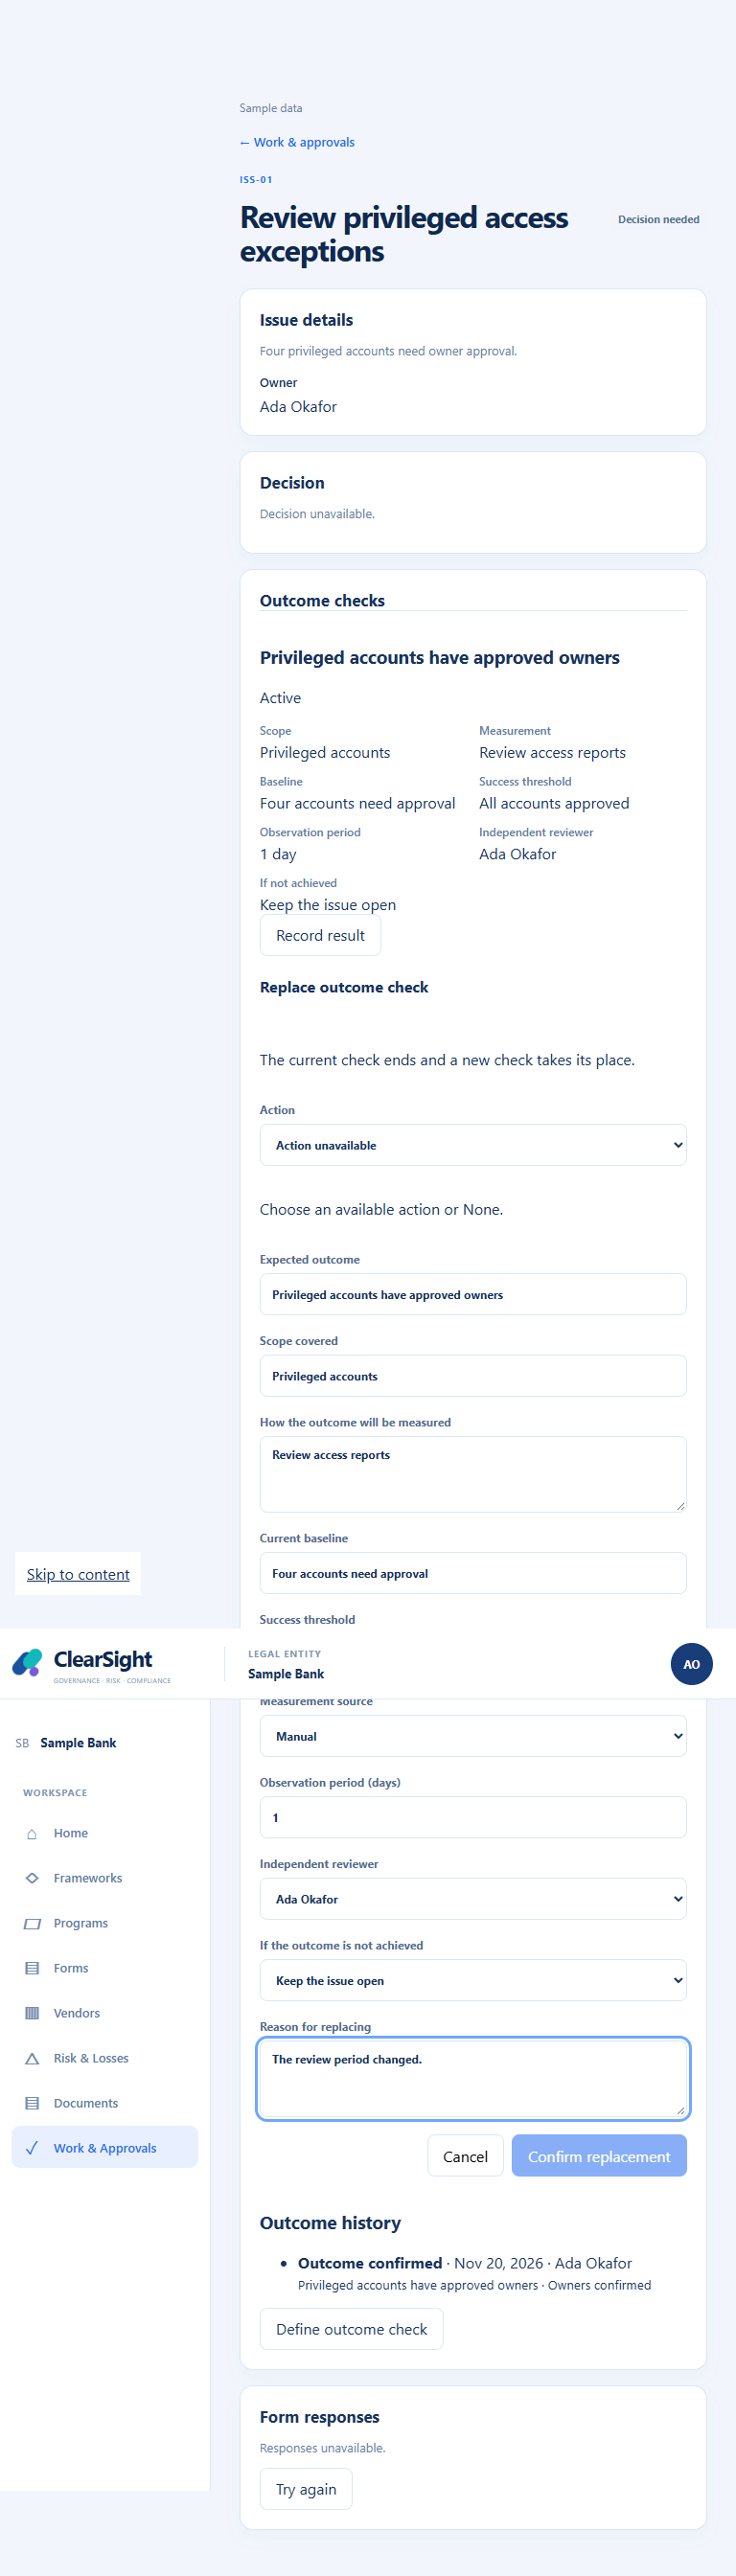 Sample data
← Work & approvals
ISS-01
Review privileged access
exceptions
Decision needed
Issue details
Four privileged accounts need owner approval.
Owner
Ada Okafor
Decision
Decision unavailable.
Outcome checks
Privileged accounts have approved owners
Active
Scope
Privileged accounts
Measurement
Review access reports
Baseline
Four accounts need approval
Success threshold
All accounts approved
Observation period
1 day
Independent reviewer
Ada Okafor
If not achieved
Keep the issue open
Record result
Replace outcome check
The current check ends and a new check takes its place.
Action
Action unavailable
Choose an available action or None.
Expected outcome
Privileged accounts have approved owners
Scope covered
Privileged accounts
How the outcome will be measured
Review access reports
Current baseline
Four accounts need approval
Success threshold
Skip to content
ClearSight
GOVERNANCE · RISK · COMPLIANCE
LEGAL ENTITY
Sample Bank
AO
SB Sample Bank
WORKSPACE
Home
Frameworks
Programs
Forms
Vendors
Risk & Losses
Documents
Work & Approvals
Measurement source
Manual
Observation period (days)
1
Independent reviewer
Ada Okafor
If the outcome is not achieved
Keep the issue open
Reason for replacing
The review period changed.
Cancel
Confirm replacement
Outcome history
Outcome confirmed · Nov 20, 2026 · Ada Okafor
Privileged accounts have approved owners · Owners confirmed
Define outcome check
Form responses
Responses unavailable.
Try again